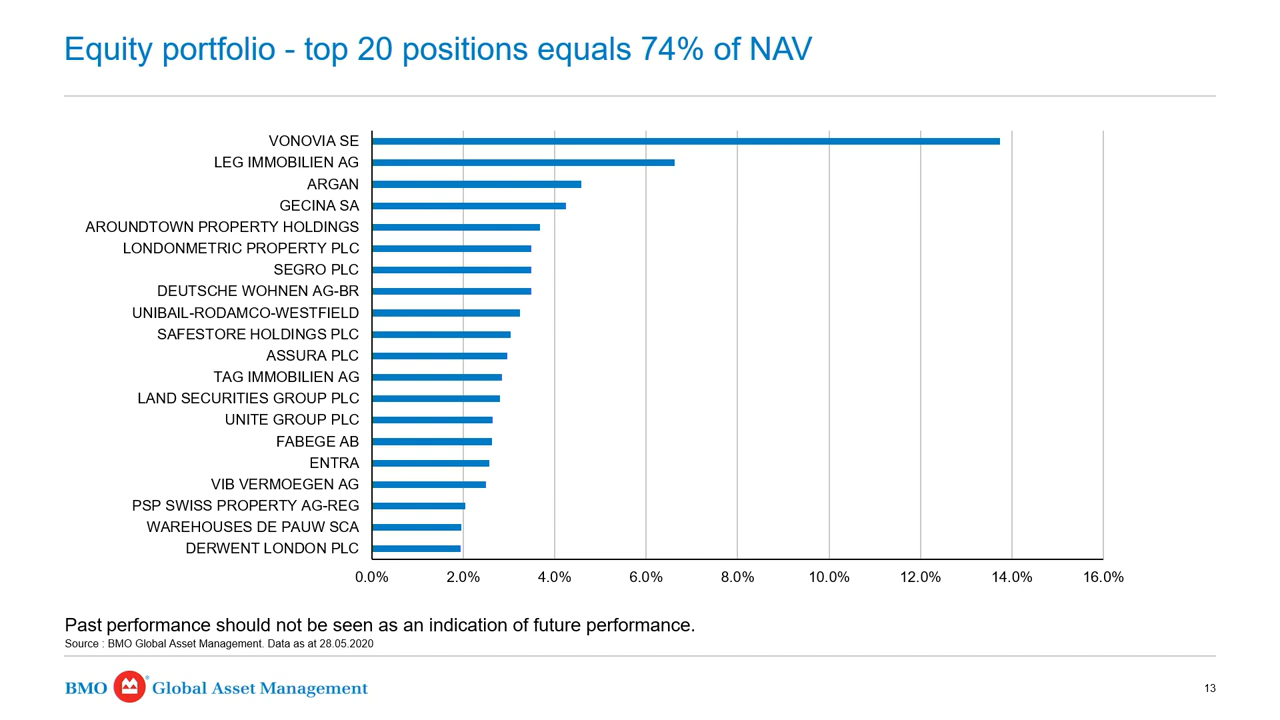 Equity portfolio - top 20 positions equals 74% of NAV
VONOVIA SE
LEG IMMOBILIEN AG
ARGAN
GECINA SA
AROUNDTOWN PROPERTY HOLDINGS
LONDONMETRIC PROPERTY PLC
SEGRO PLC
DEUTSCHE WOHNEN AG-BR
UNIBAIL-RODAMCO-WESTFIELD
SAFESTORE HOLDINGS PLC
ASSURA PLC
TAG IMMOBILIEN AG
LAND SECURITIES GROUP PLC
UNITE GROUP PLC
FABEGE AB
ENTRA
VIB VERMOEGEN AG
PSP SWISS PROPERTY AG-REG
WAREHOUSES DE PAUW SCA
DERWENT LONDON PLC
0.0% 2.0% 4.0% 6.0% 8.0% 10.0% 12.0% 14.0% 16.0%
Past performance should not be seen as an indication of future performance.
Source : BMO Global Asset Management. Data as at 28.05.2020
BMO Global Asset Management
13